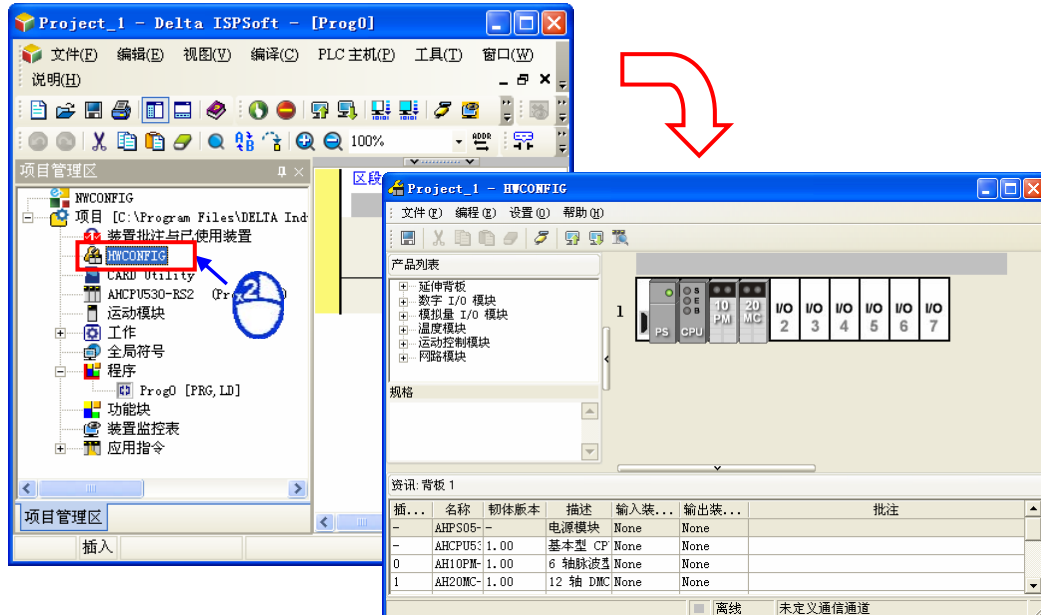 Project_1 - Delta ISPSoft - [Prog0]
文件(F) 编辑(E) 视图(V) 编译(C) PLC 主机(P) 工具(T) 窗口(W)
说明(H)
100%
ADDR
项目管理区
区段
NWCONFIG
项目 [C:\Program Files\DELTA Ind
装置批注与已使用装置
HWCONFIG
CARD Utility
AHCPU530-RS2
运动模块
工作
全局符号
程序
Prog0 [PRG,LD]
功能块
装置监控表
应用指令
项目管理区
插入
2
Project_1 - HWCONFIG
文件(F) 编程(E) 设置(O) 帮助(H)
产品列表
延伸背板
数字 I/O 模块
模拟量 I/O 模块
温度模块
运动控制模块
网路模块
规格
1
PS CPU 10 PM 20 MC I/O 2 I/O 3 I/O 4 I/O 5 I/O 6 I/O 7
资讯: 背板 1
插... 名称 韧体版本 描述 输入装... 输出装... 批注
- AHPS05- - 电源模块 None None
- AHCPU53 1.00 基本型 CP None None
0 AH10PM- 1.00 6 轴脉波 None None
1 AH20MC- 1.00 12 轴 DMC None None
离线 未定义通信通道